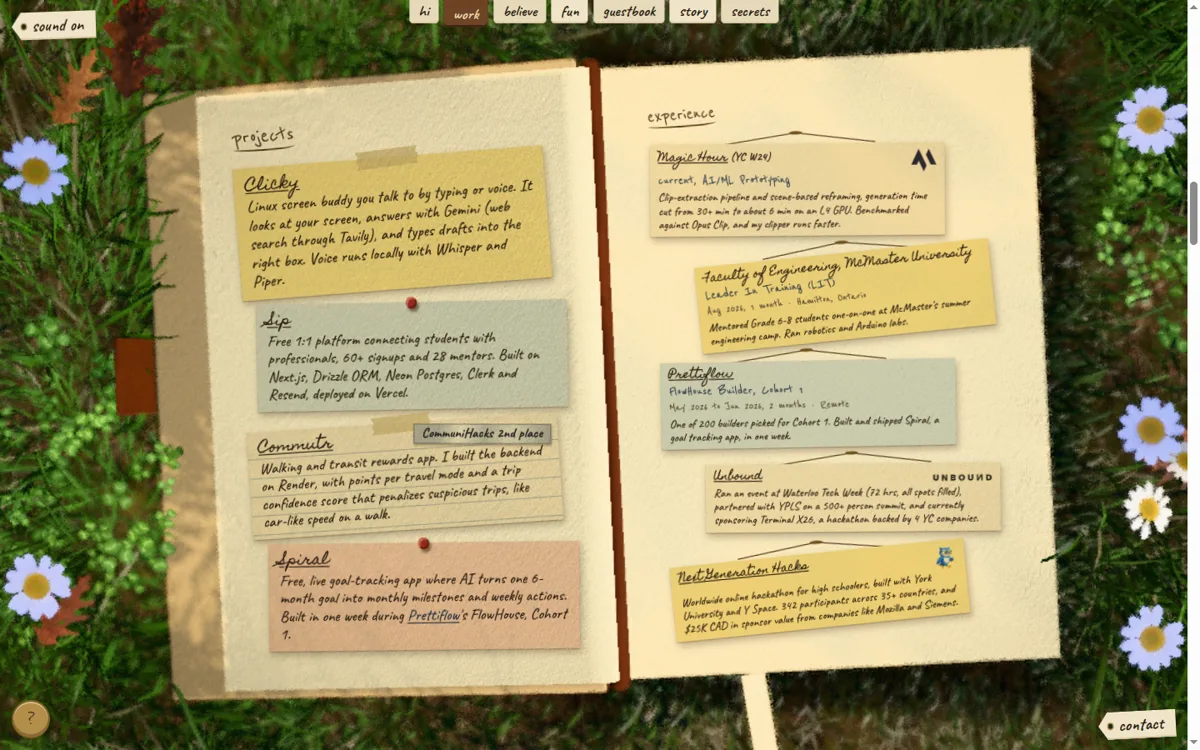 sound on
hi
work
believe
fun
guestbook
story
secrets
projects
Clicky
Linux screen buddy you talk to by typing or voice. It
looks at your screen, answers with Gemini (web
search through Tavily), and types drafts into the
right box. Voice runs locally with Whisper and
Piper.
Sip
Free 1:1 platform connecting students with
professionals, 60+ signups and 28 mentors. Built on
Next.js, Drizzle ORM, Neon Postgres, Clerk and
Resend, deployed on Vercel.
Commutr
CommuniHacks 2nd place
Walking and transit rewards app. I built the backend
on Render, with points per travel mode and a trip
confidence score that penalizes suspicious trips, like
car-like speed on a walk.
Spiral
Free, live goal-tracking app where AI turns one 6-
month goal into monthly milestones and weekly actions.
Built in one week during Prettiflow's FlowHouse, Cohort
1.
experience
Magic Hour (YC W24)
current, AI/ML Prototyping
Clip-extraction pipeline and scene-based reframing, generation time
cut from 30+ min to about 6 min on an L4 GPU. Benchmarked
against Opus Clip, and my clipper runs faster.
Faculty of Engineering, McMaster University
Leader In Training (LIT)
Aug 2026, 1 month · Hamilton, Ontario
Mentored Grade 6-8 students one-on-one at McMaster's summer
engineering camp. Ran robotics and Arduino labs.
Prettiflow
FlowHouse Builder, Cohort 1
May 2026 to Jun 2026, 2 months · Remote
One of 200 builders picked for Cohort 1. Built and shipped Spiral, a
goal tracking app, in one week.
Unbound
UNBOUND
Ran an event at Waterloo Tech Week (72 hrs, all spots filled),
partnered with YPLS on a 500+ person summit, and currently
sponsoring Terminal X26, a hackathon backed by 4 YC companies.
NextGeneration Hacks
Worldwide online hackathon for high schoolers, built with York
University and Y Space. 342 participants across 35+ countries, and
$25K CAD in sponsor value from companies like Mozilla and Siemens.
?
contact